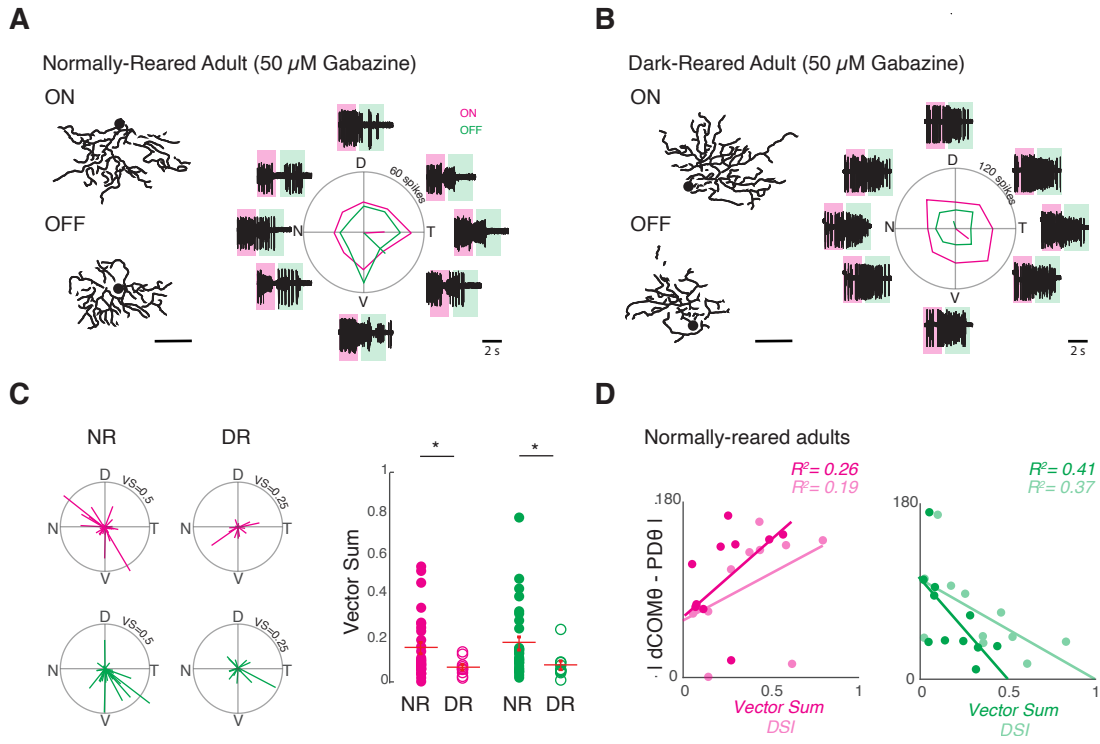 A
Normally-Reared Adult (50 µM Gabazine)
ON
OFF
ON
OFF
D
60 spikes
N
T
V
2 s
B
Dark-Reared Adult (50 µM Gabazine)
ON
OFF
D
120 spikes
N
T
V
2 s
C
NR
DR
D
VS=0.5
N
T
V
D
VS=0.25
N
T
V
D
VS=0.5
N
T
V
D
VS=0.25
N
T
V
Vector Sum
1
0.8
0.6
0.4
0.2
0
*
*
NR
DR
NR
DR
D
Normally-reared adults
R²= 0.26
R²= 0.19
180
I dCOMθ - PDθ I
0
0
0.5
1
Vector Sum
DSI
R²= 0.41
R²= 0.37
180
0
0
0.5
1
Vector Sum
DSI